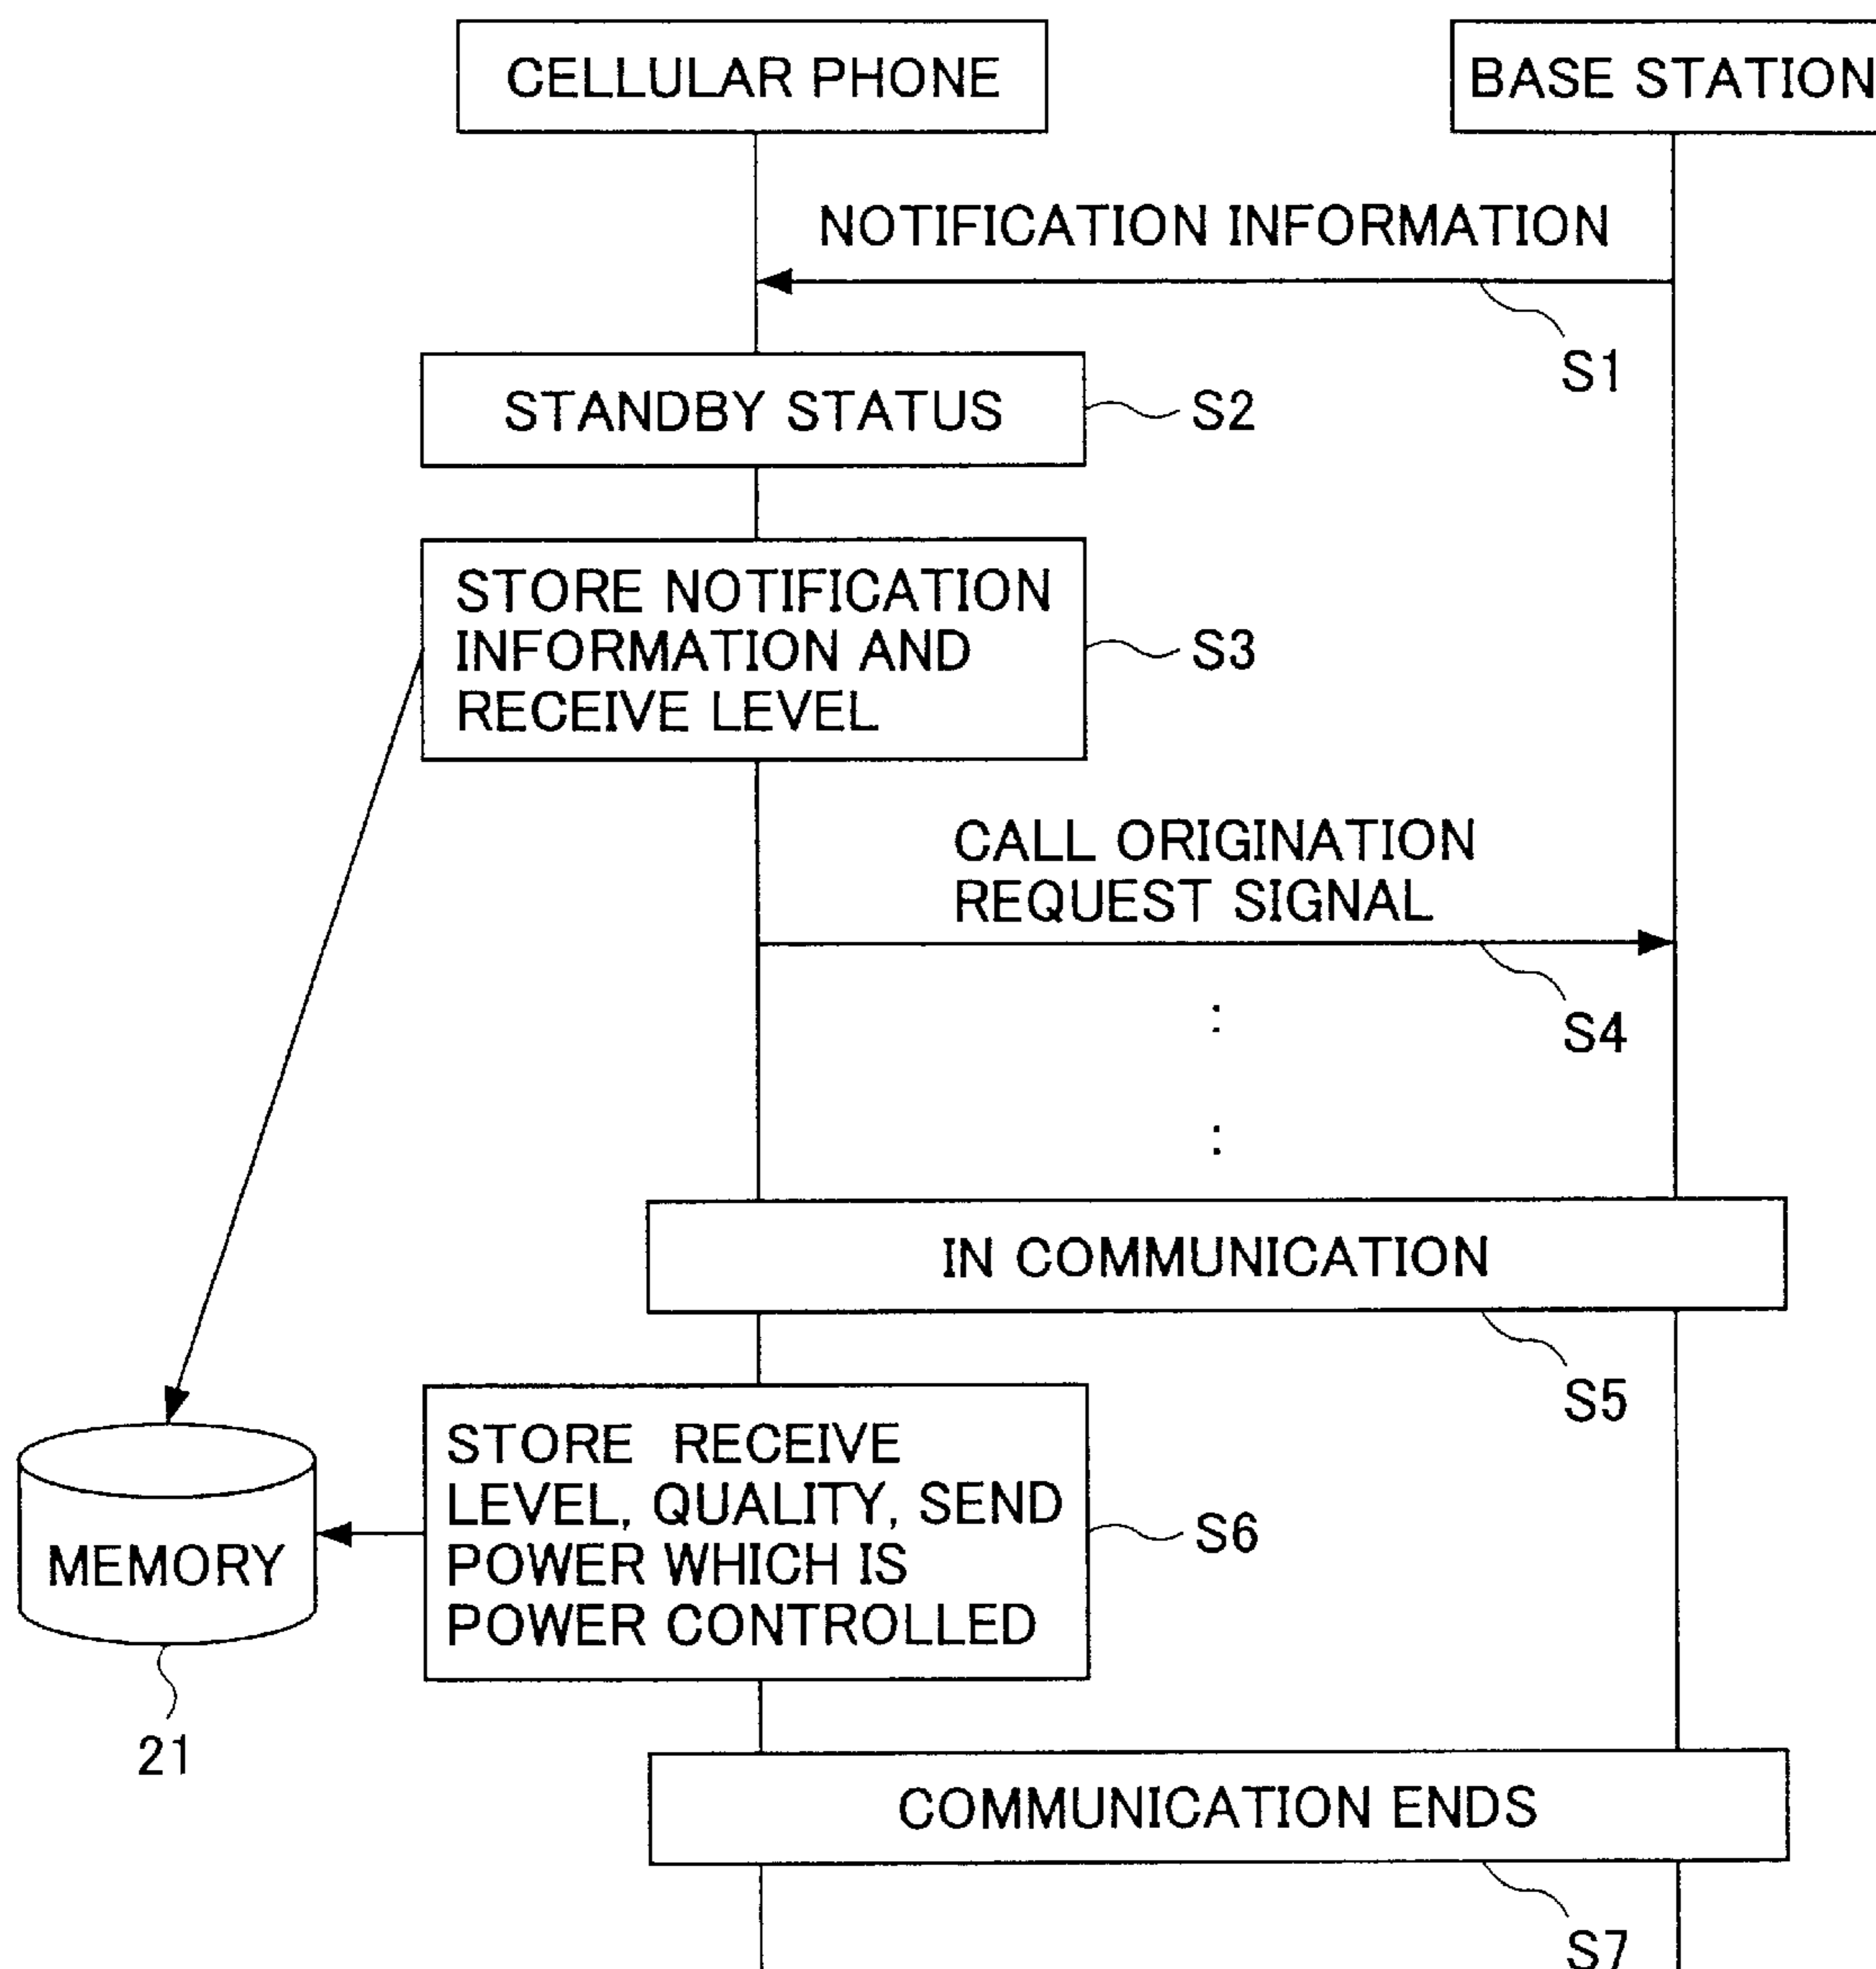 CELLULAR PHONE
BASE STATION
NOTIFICATION INFORMATION
S1
STANDBY STATUS
S2
STORE NOTIFICATION
INFORMATION AND
RECEIVE LEVEL
S3
CALL ORIGINATION
REQUEST SIGNAL
S4
:
:
IN COMMUNICATION
S5
STORE RECEIVE
LEVEL, QUALITY, SEND
POWER WHICH IS
POWER CONTROLLED
S6
MEMORY
21
COMMUNICATION ENDS
S7